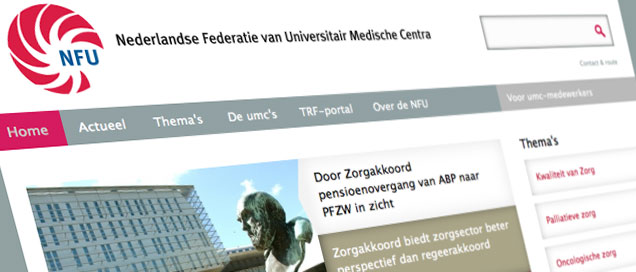 NFU
Nederlandse Federatie van Universitair Medische Centra
Contact & route
Home
Actueel
Thema's
De umc's
TRF-portal
Over de NFU
Voor umc-medewerkers
Door Zorgakkoord
pensioenovergang van ABP naar
PFZW in zicht
Zorgakkoord biedt zorgsector beter
perspectief dan regeerakkoord
Thema's
Kwaliteit van Zorg
Palliatieve zorg
Oncologische zorg